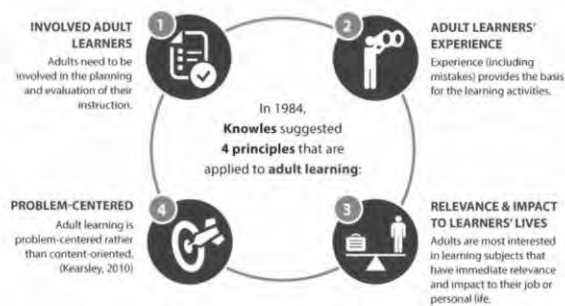 INVOLVED ADULT
LEARNERS
Adults need to be
involved in the planning
and evaluation of their
instruction.
1
2
ADULT LEARNERS'
EXPERIENCE
Experience (including
mistakes) provides the basis
for the learning activities.
In 1984,
Knowles suggested
4 principles that are
applied to adult learning:
PROBLEM-CENTERED
Adult learning is
problem-centered rather
than content-oriented.
(Kearsley, 2010)
4
3
RELEVANCE & IMPACT
TO LEARNERS' LIVES
Adults are most interested
in learning subjects that
have immediate relevance
and impact to their job or
personal life.